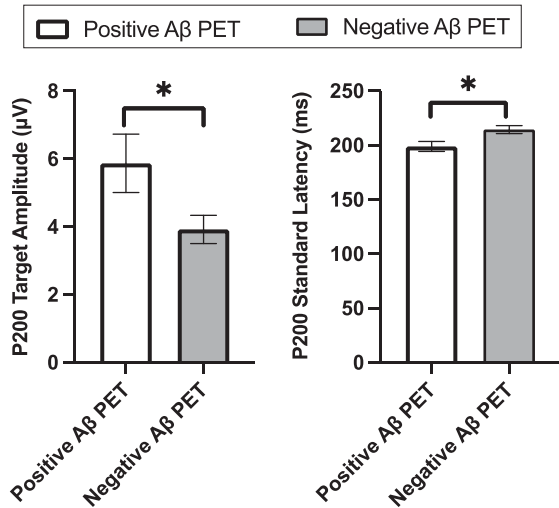 Positive Aβ PET
Negative Aβ PET
P200 Target Amplitude (μV)
8
6
4
2
0
*
Positive Aβ PET
Negative Aβ PET
P200 Standard Latency (ms)
250
200
150
100
50
0
*
Positive Aβ PET
Negative Aβ PET